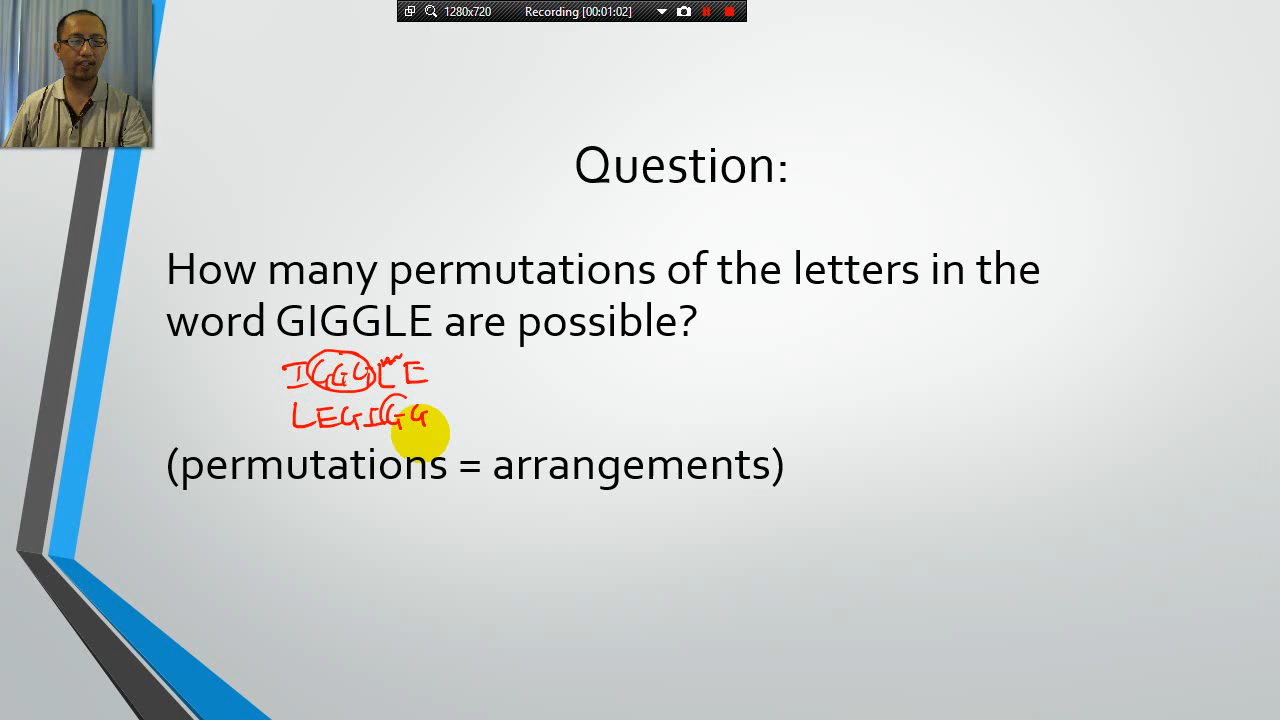 1280x720 Recording [00:01:02]
Question:
How many permutations of the letters in the
word GIGGLE are possible?
IGGGLE
LEGIGG
(permutations = arrangements)